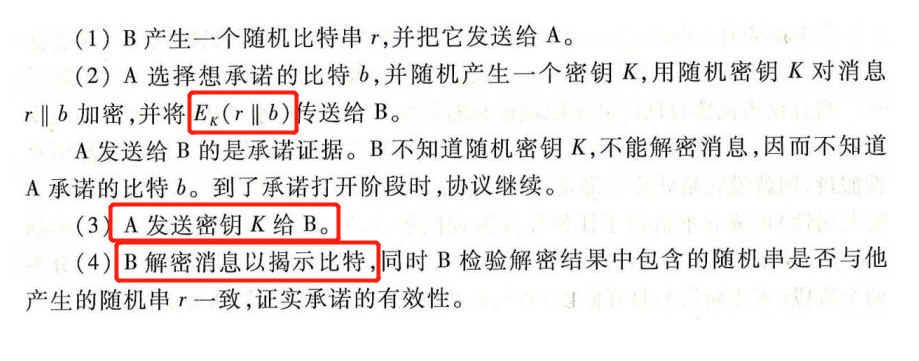 (1) B 产生一个随机比特串 r,并把它发送给 A。
(2) A 选择想承诺的比特 b,并随机产生一个密钥 K,用随机密钥 K 对消息
r‖b 加密,并将 E_K(r‖b)传送给 B。
A 发送给 B 的是承诺证据。B 不知道随机密钥 K,不能解密消息,因而不知道
A 承诺的比特 b。到了承诺打开阶段时,协议继续。
(3) A 发送密钥 K 给 B。
(4) B 解密消息以揭示比特,同时 B 检验解密结果中包含的随机串是否与他
产生的随机串 r 一致,证实承诺的有效性。